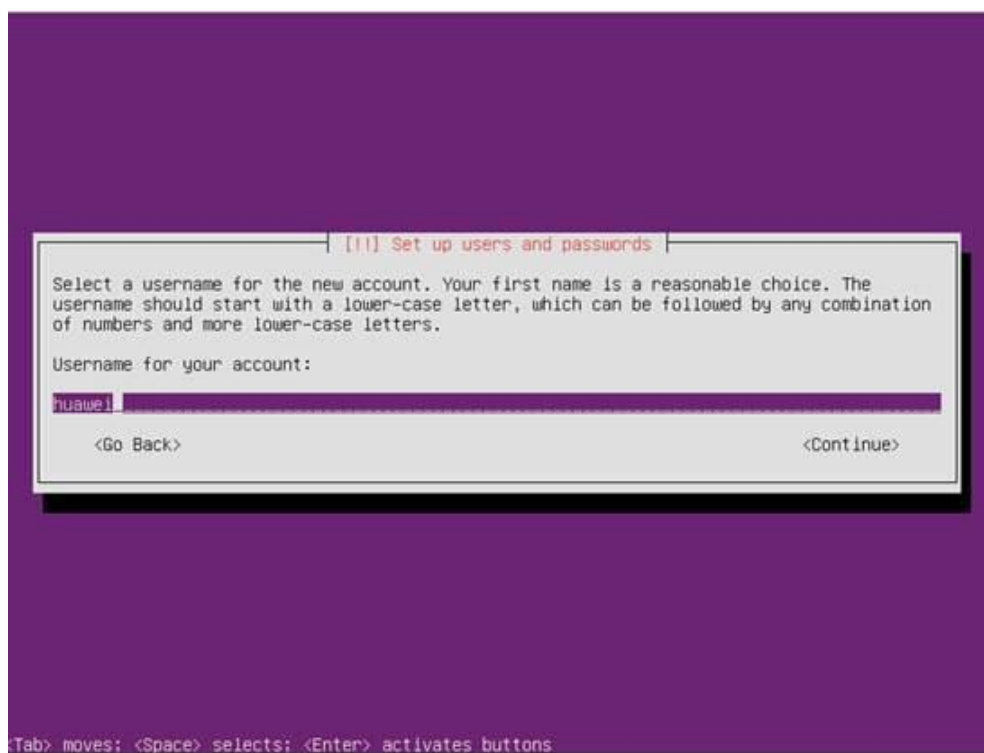 [!!] Set up users and passwords
Select a username for the new account. Your first name is a reasonable choice. The
username should start with a lower-case letter, which can be followed by any combination
of numbers and more lower-case letters.
Username for your account:
huawei
<Go Back> <Continue>
<Tab> moves; <Space> selects; <Enter> activates buttons